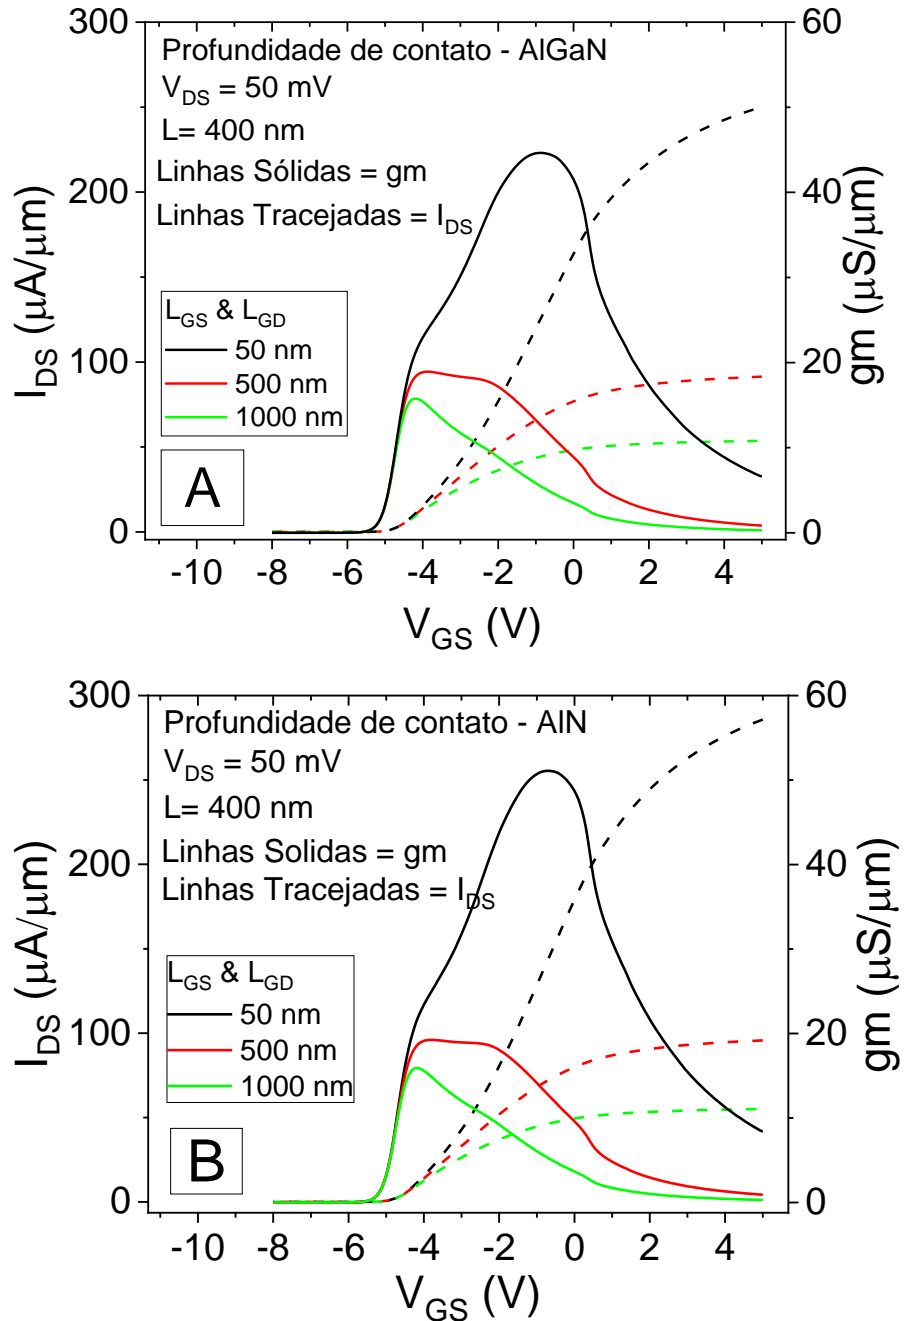 300
60
Profundidade de contato - AlGaN
V_DS = 50 mV
L= 400 nm
Linhas Sólidas = gm
Linhas Tracejadas = I_DS
200
40
I_DS (μA/μm)
gm (μS/μm)
L_GS & L_GD
50 nm
500 nm
1000 nm
100
20
A
0
0
-10 -8 -6 -4 -2 0 2 4
V_GS (V)
300
60
Profundidade de contato - AlN
V_DS = 50 mV
L= 400 nm
Linhas Solidas = gm
Linhas Tracejadas = I_DS
200
40
I_DS (μA/μm)
gm (μS/μm)
L_GS & L_GD
50 nm
500 nm
1000 nm
100
20
B
0
0
-10 -8 -6 -4 -2 0 2 4
V_GS (V)